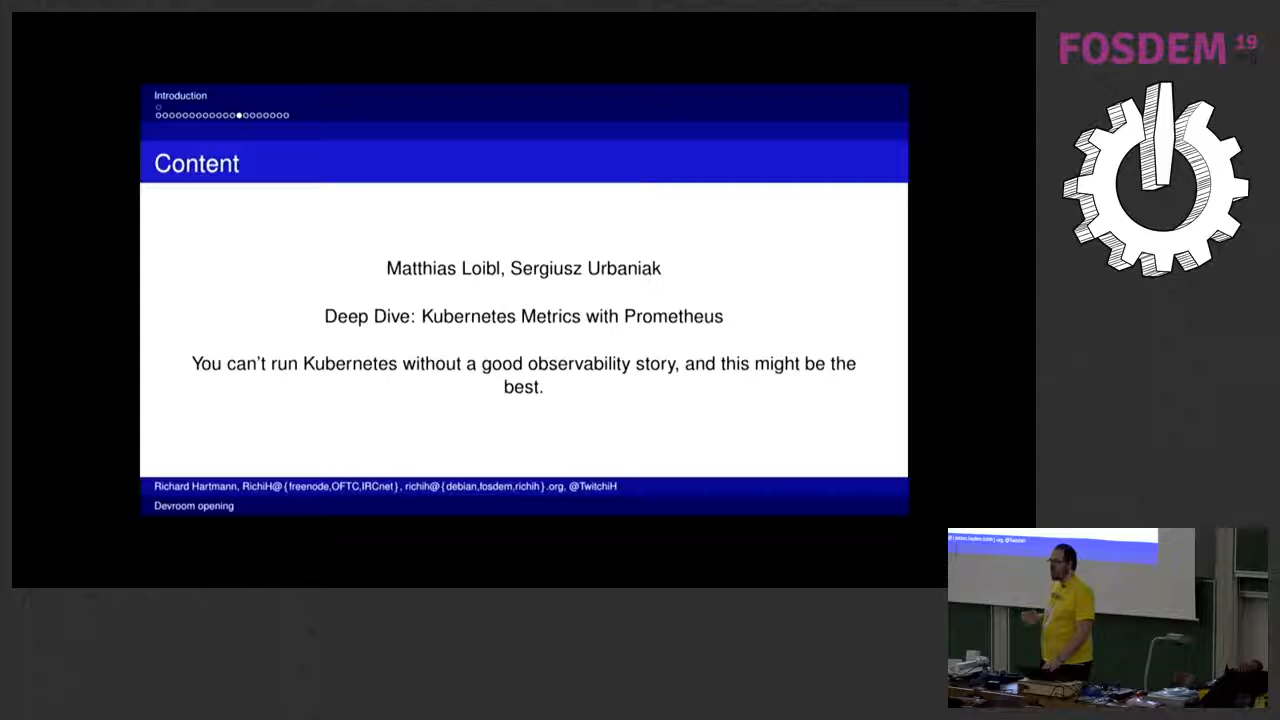 FOSDEM 19
Introduction
Content
Matthias Loibl, Sergiusz Urbaniak
Deep Dive: Kubernetes Metrics with Prometheus
You can't run Kubernetes without a good observability story, and this might be the
best.
Richard Hartmann, RichiH@{freenode,OFTC,IRCnet}, richih@{debian,fosdem,richih}.org, @TwitchiH
Devroom opening